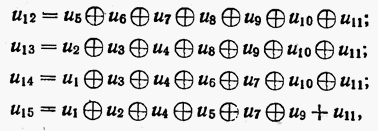 u₁₂ = u₅ ⊕ u₆ ⊕ u₇ ⊕ u₈ ⊕ u₉ ⊕ u₁₀ ⊕ u₁₁;
u₁₃ = u₂ ⊕ u₃ ⊕ u₄ ⊕ u₈ ⊕ u₉ ⊕ u₁₀ ⊕ u₁₁;
u₁₄ = u₁ ⊕ u₃ ⊕ u₄ ⊕ u₆ ⊕ u₇ ⊕ u₁₀ ⊕ u₁₁;
u₁₅ = u₁ ⊕ u₂ ⊕ u₄ ⊕ u₅ ⊕ u₇ ⊕ u₉ + u₁₁,